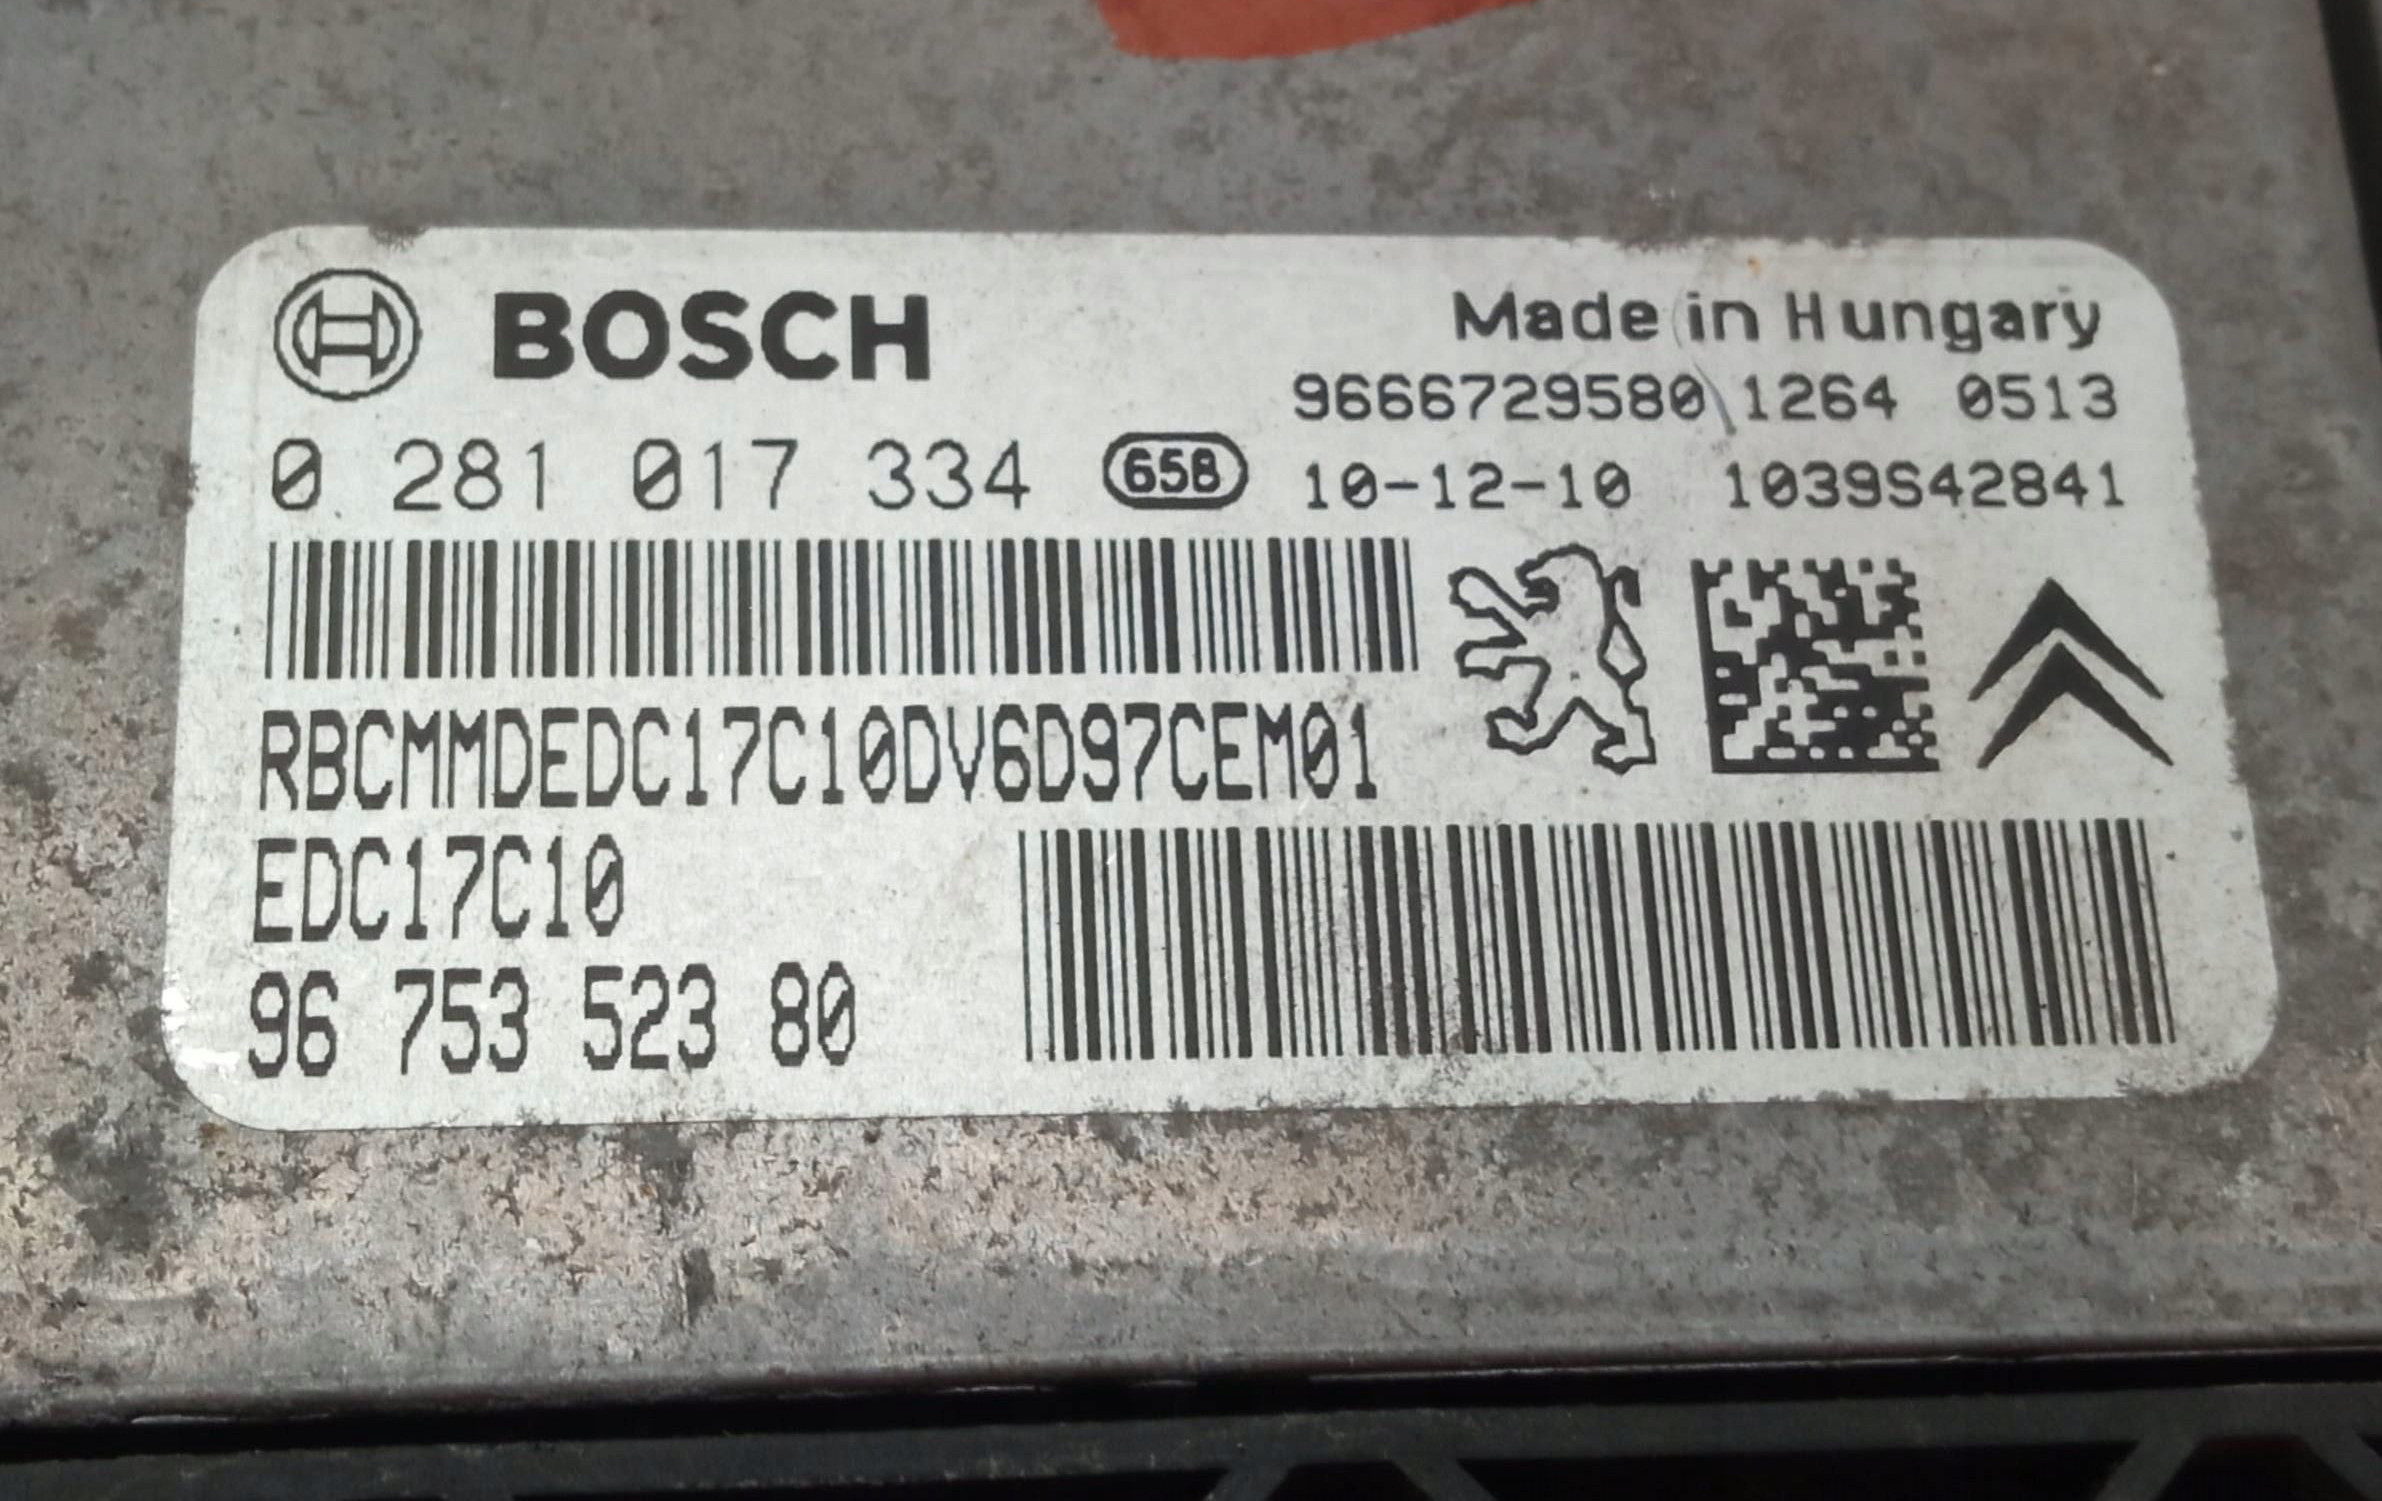 BOSCH
Made in Hungary
9666729580 1264 0513
0 281 017 334 658 10-12-10 1039S42841
RBCMMDEDC17C10DV6D97CEM01
EDC17C10
96 753 523 80